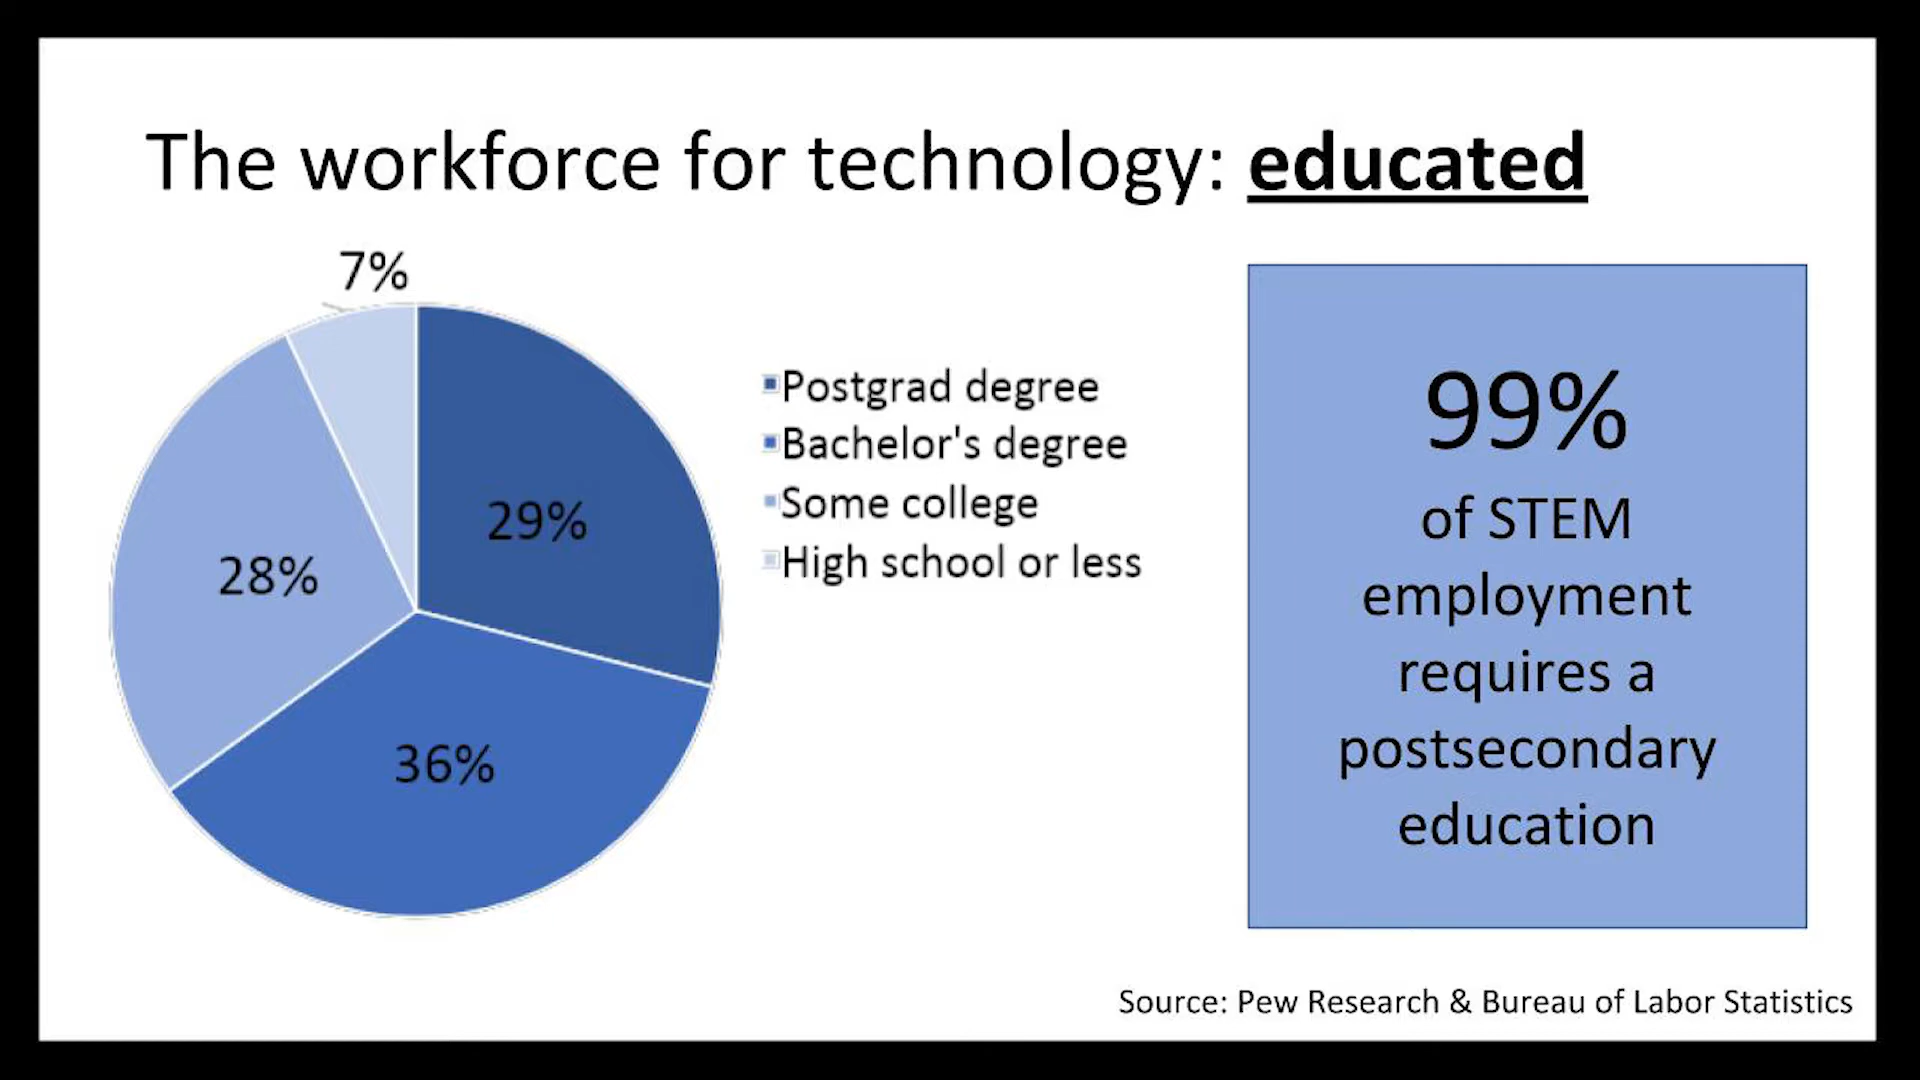 The workforce for technology: educated
7%
29%
28%
36%
Postgrad degree
Bachelor's degree
Some college
High school or less
99%
of STEM
employment
requires a
postsecondary
education
Source: Pew Research & Bureau of Labor Statistics